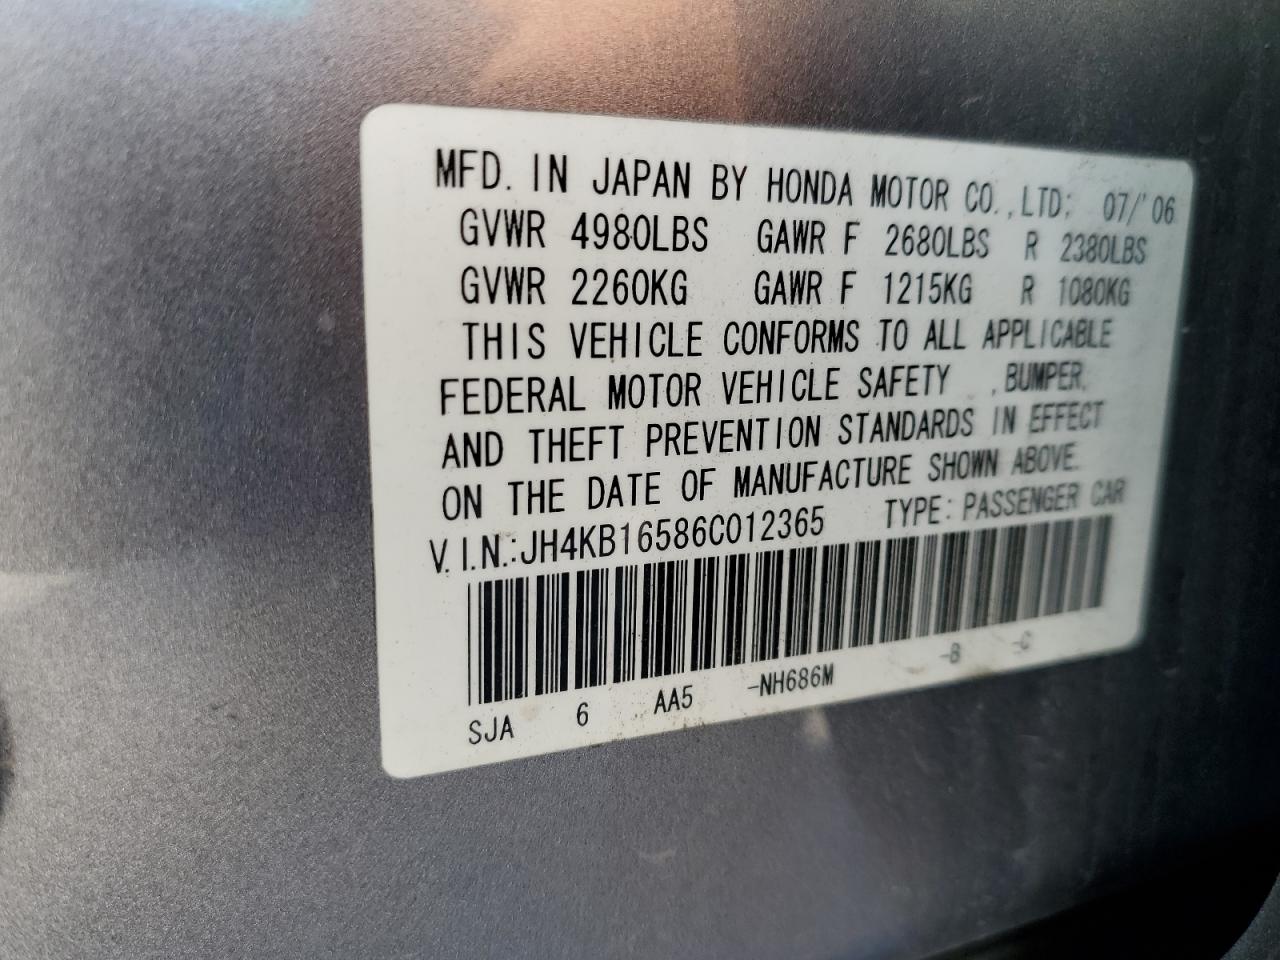 MFD. IN JAPAN BY HONDA MOTOR CO., LTD; 07/'06
GVWR 4980LBS GAWR F 2680LBS R 2380LBS
GVWR 2260KG GAWR F 1215KG R 1080KG
THIS VEHICLE CONFORMS TO ALL APPLICABLE
FEDERAL MOTOR VEHICLE SAFETY , BUMPER,
AND THEFT PREVENTION STANDARDS IN EFFECT
ON THE DATE OF MANUFACTURE SHOWN ABOVE.
V.I.N.:JH4KB16586C012365 TYPE: PASSENGER CAR
SJA 6 AA5 -NH686M -B -C